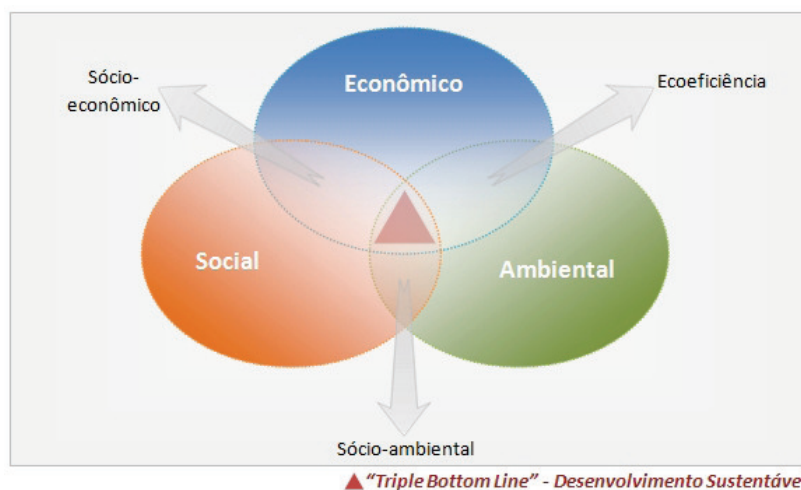 Econômico
Sócio-
econômico
Ecoeficiência
Social
Ambiental
Sócio-ambiental
"Triple Bottom Line" - Desenvolvimento Sustentáve